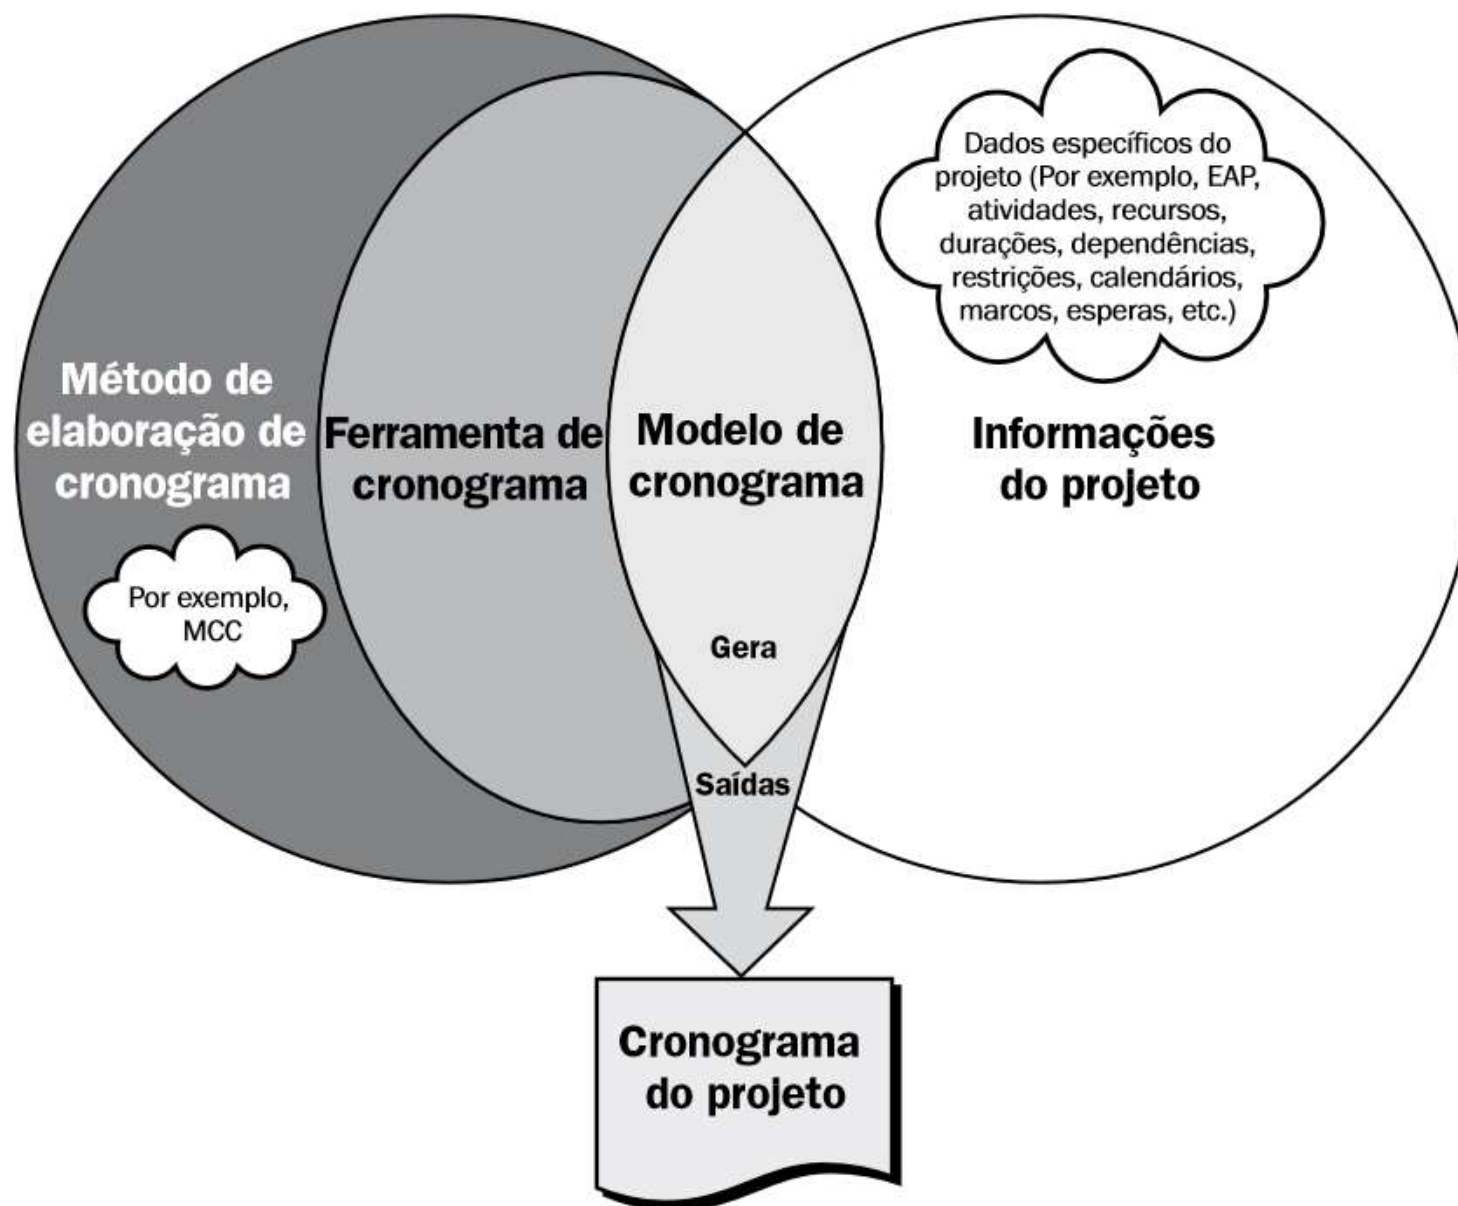 Dados específicos do
projeto (Por exemplo, EAP,
atividades, recursos,
durações, dependências,
restrições, calendários,
marcos, esperas, etc.)
Método de
elaboração de
cronograma
Ferramenta de
cronograma
Modelo de
cronograma
Informações
do projeto
Por exemplo,
MCC
Gera
Saídas
Cronograma
do projeto